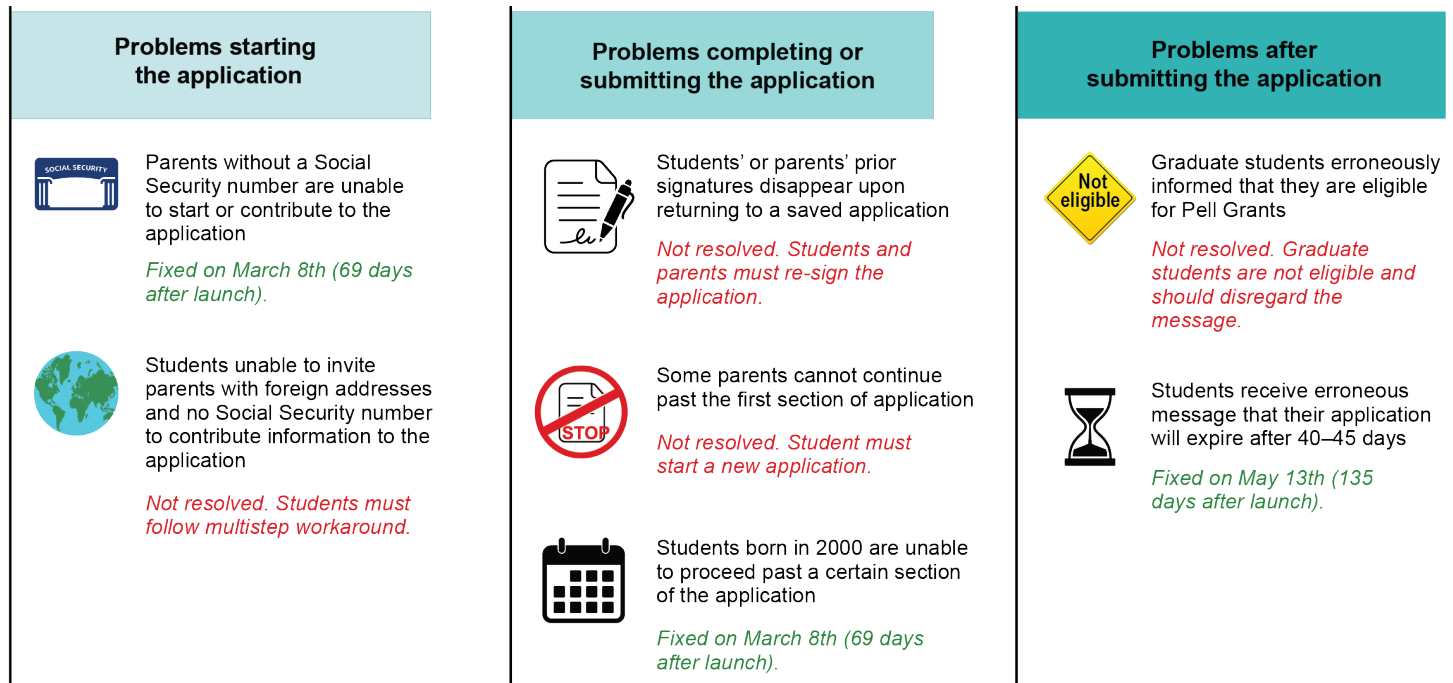 Problems starting
the application
SOCIAL SECURITY
Parents without a Social
Security number are unable
to start or contribute to the
application
Fixed on March 8th (69 days
after launch).
Students unable to invite
parents with foreign addresses
and no Social Security number
to contribute information to the
application
Not resolved. Students must
follow multistep workaround.
Problems completing or
submitting the application
Students’ or parents’ prior
signatures disappear upon
returning to a saved application
Not resolved. Students and
parents must re-sign the
application.
STOP
Some parents cannot continue
past the first section of application
Not resolved. Student must
start a new application.
Students born in 2000 are unable
to proceed past a certain section
of the application
Fixed on March 8th (69 days
after launch).
Problems after
submitting the application
Not
eligible
Graduate students erroneously
informed that they are eligible
for Pell Grants
Not resolved. Graduate
students are not eligible and
should disregard the
message.
Students receive erroneous
message that their application
will expire after 40–45 days
Fixed on May 13th (135
days after launch).